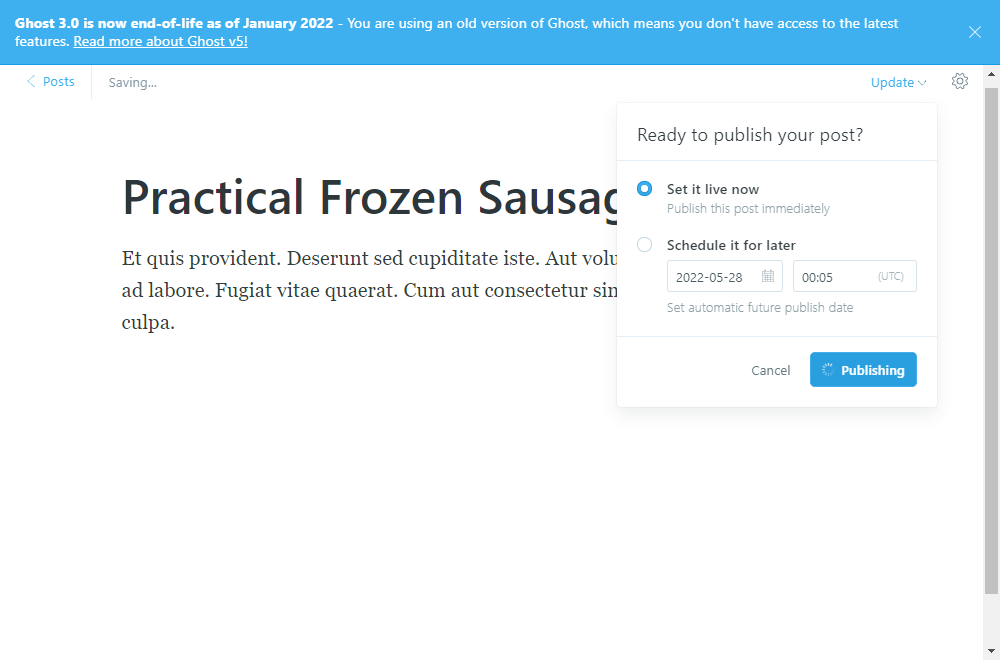 Ghost 3.0 is now end-of-life as of January 2022 - You are using an old version of Ghost, which means you don't have access to the latest
features. Read more about Ghost v5!
Posts
Saving...
Update
Ready to publish your post?
Set it live now
Publish this post immediately
Schedule it for later
2022-05-28
00:05
(UTC)
Set automatic future publish date
Cancel
Publishing
Practical Frozen Sausag
Et quis provident. Deserunt sed cupiditate iste. Aut volu
ad labore. Fugiat vitae quaerat. Cum aut consectetur sin
culpa.